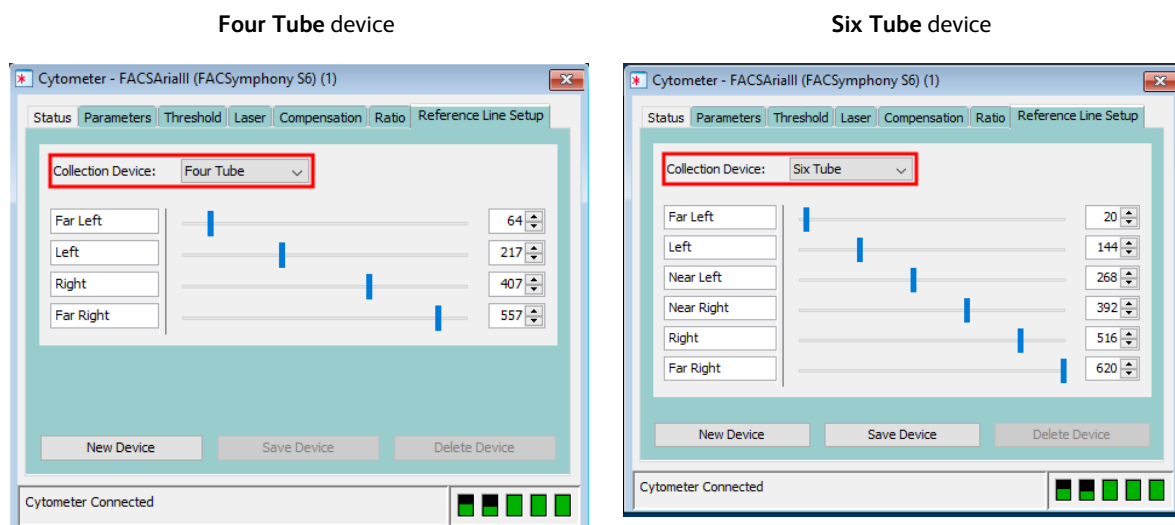 Four Tube device
Cytometer - FACSAriaIII (FACSymphony S6) (1)
Status Parameters Threshold Laser Compensation Ratio Reference Line Setup
Collection Device: Four Tube
Far Left 64
Left 217
Right 407
Far Right 557
New Device Save Device Delete Device
Cytometer Connected
Six Tube device
Cytometer - FACSAriaIII (FACSymphony S6) (1)
Status Parameters Threshold Laser Compensation Ratio Reference Line Setup
Collection Device: Six Tube
Far Left 20
Left 144
Near Left 268
Near Right 392
Right 516
Far Right 620
New Device Save Device Delete Device
Cytometer Connected